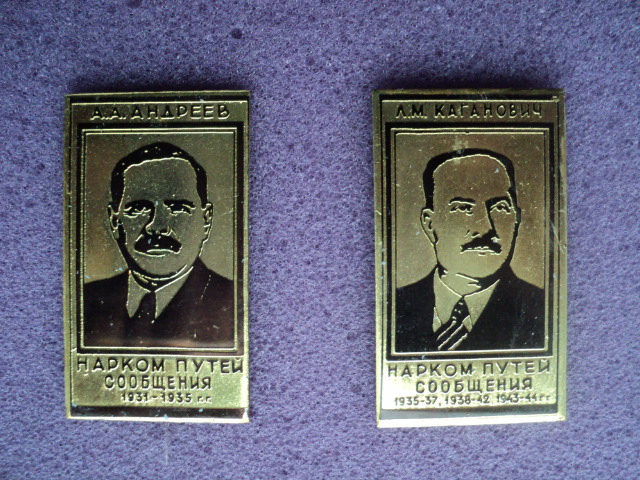 А.А. АНДРЕЕВ
НАРКОМ ПУТЕЙ
СООБЩЕНИЯ
1931-1935 г.г.
Л.М. КАГАНОВИЧ
НАРКОМ ПУТЕЙ
СООБЩЕНИЯ
1935-37, 1938-42, 1943-44 г.г.